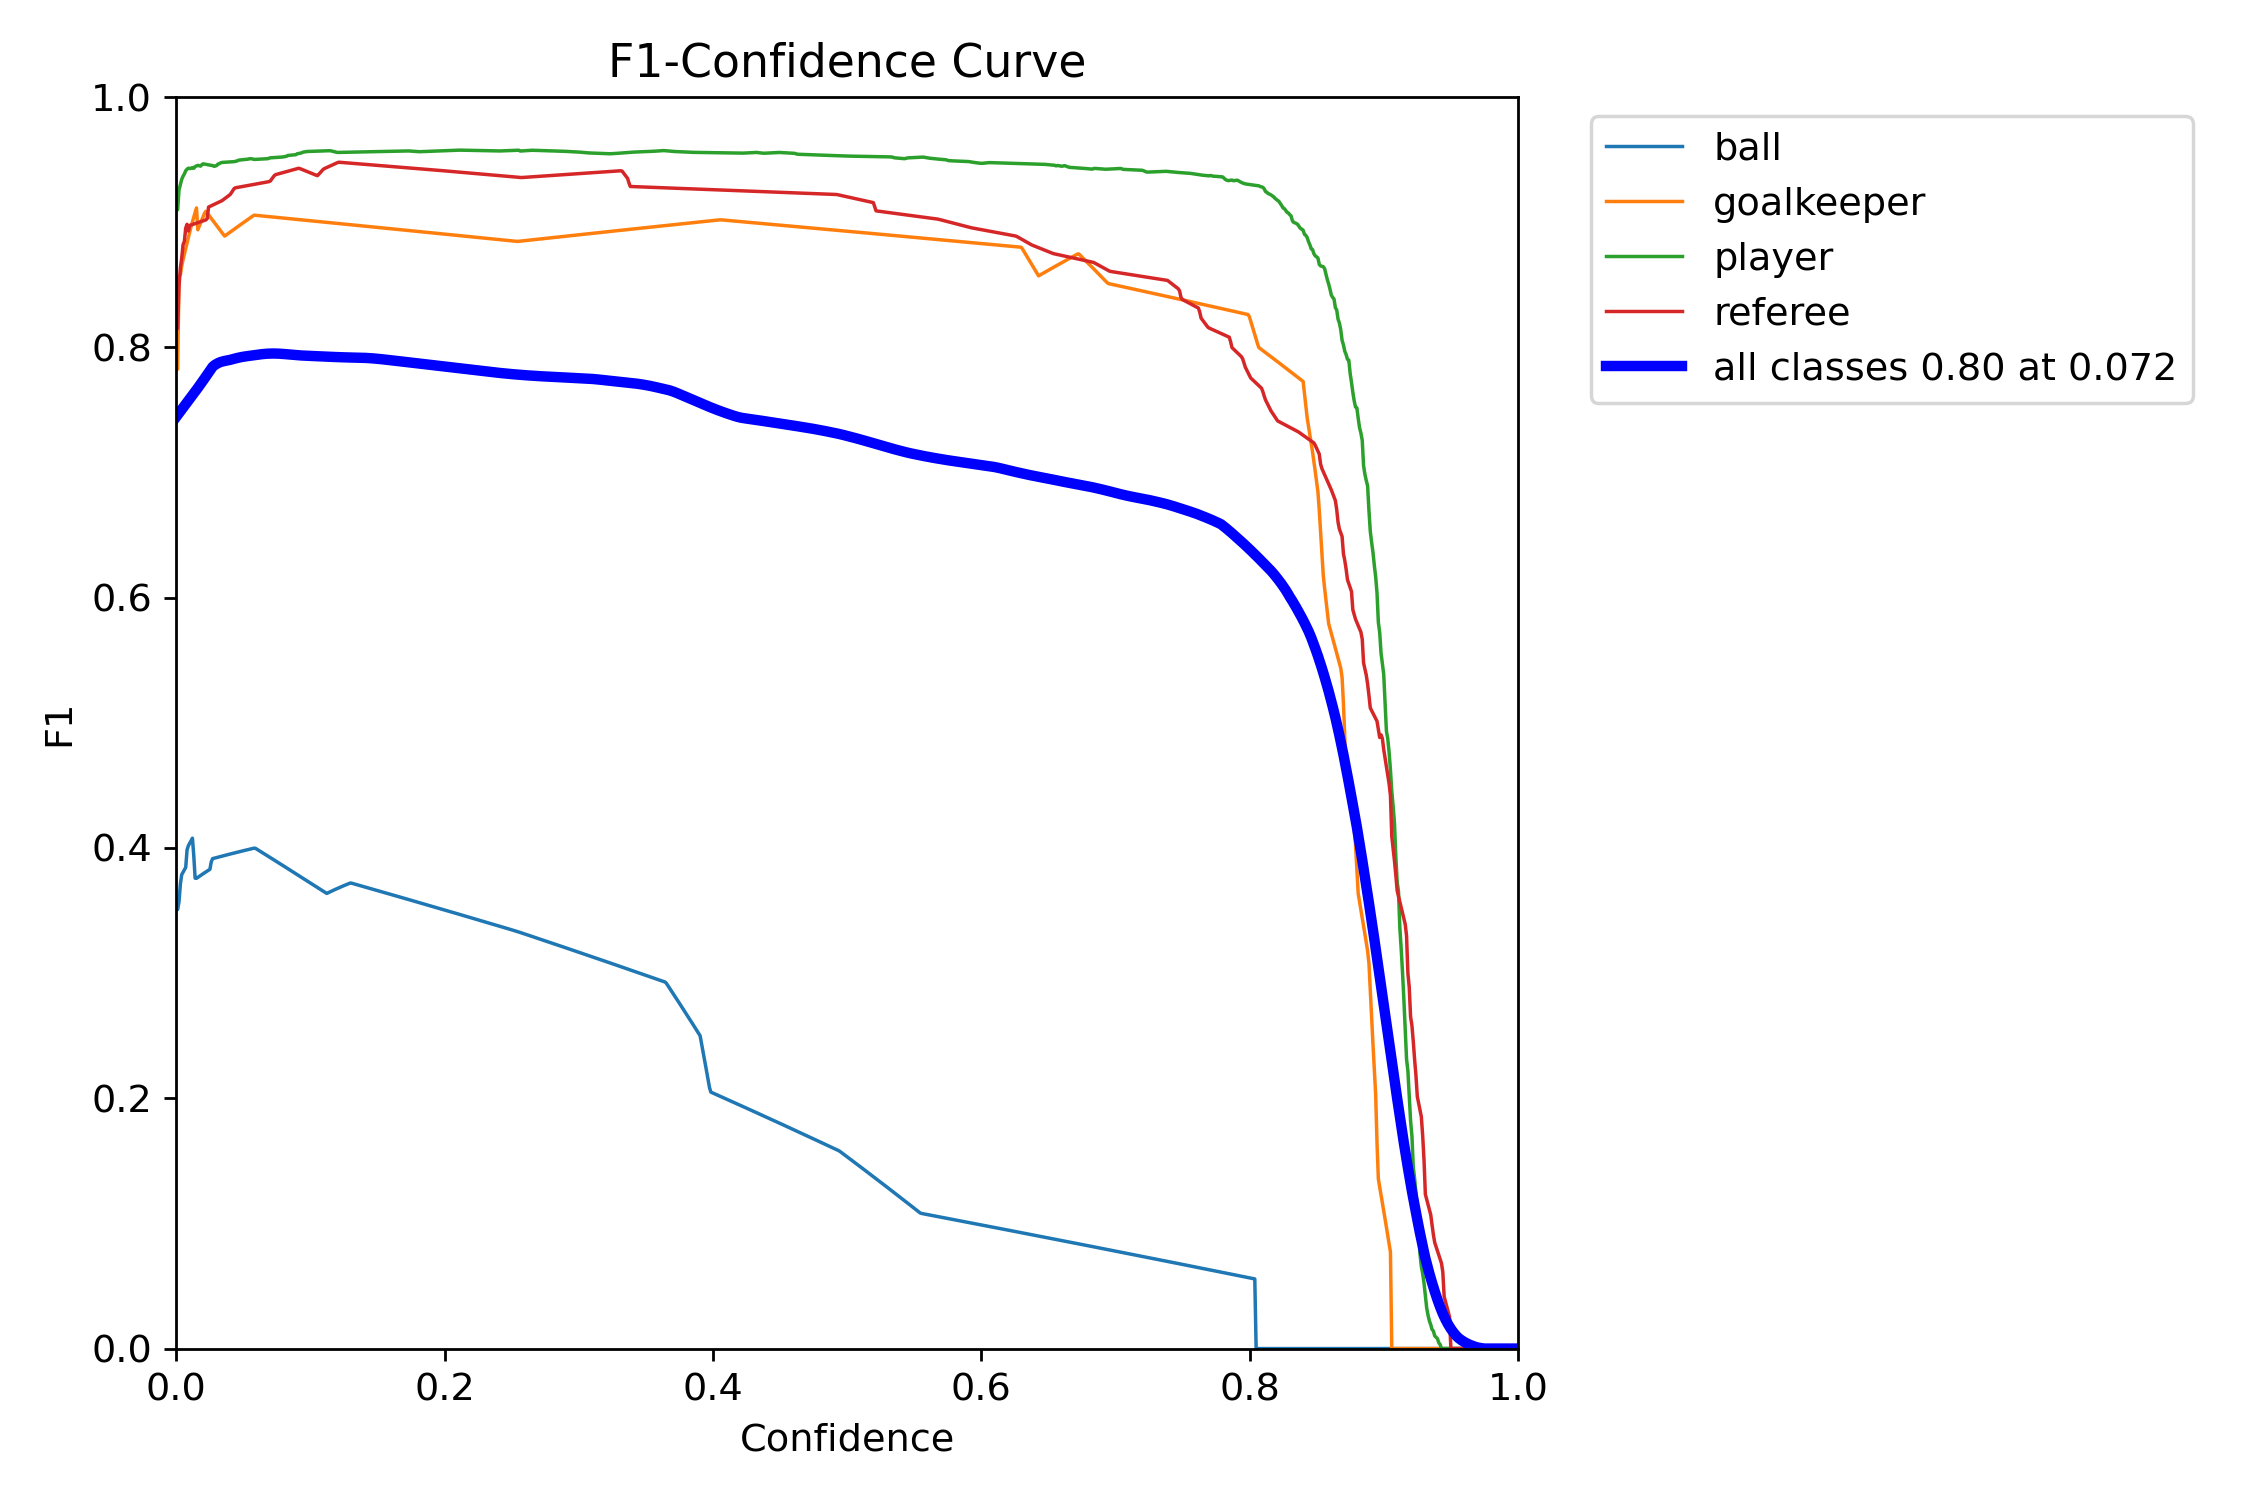 F1-Confidence Curve
1.0
0.8
0.6
0.4
0.2
0.0
F1
0.0 0.2 0.4 0.6 0.8 1.0
Confidence
ball
goalkeeper
player
referee
all classes 0.80 at 0.072